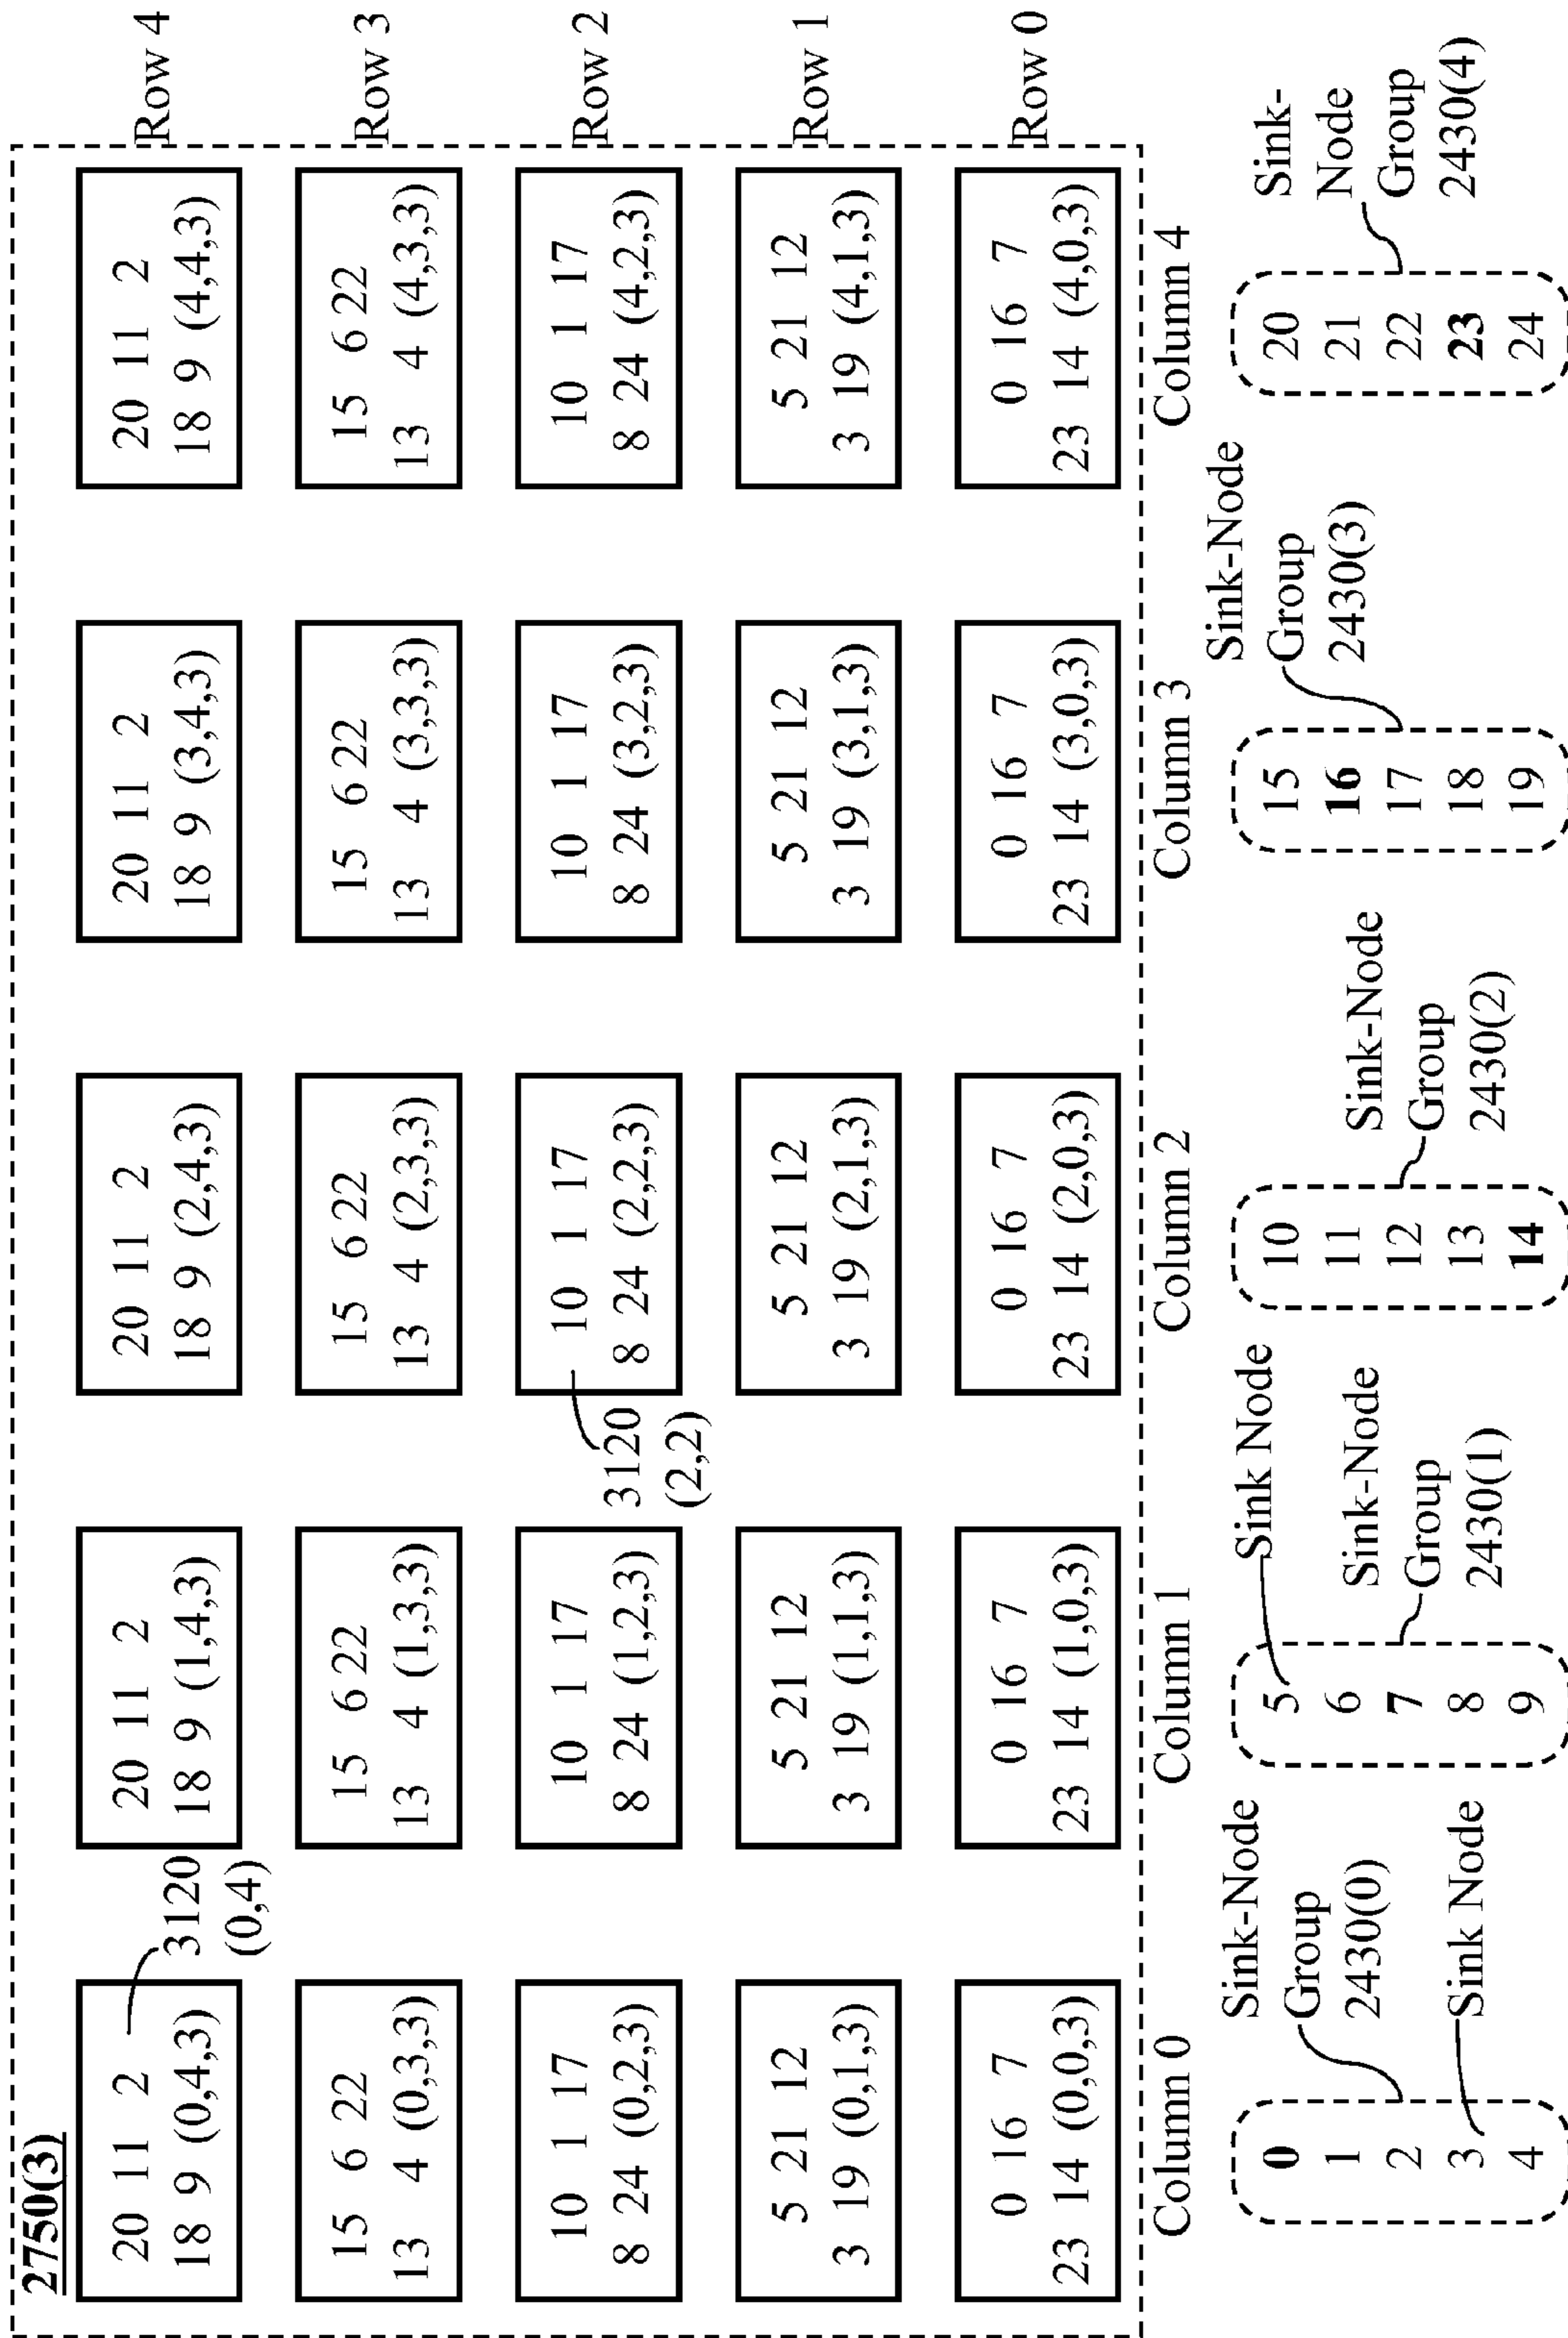 2750(3)
20 11 2
18 9 (0,4,3)
3120
(0,4)
20 11 2
18 9 (1,4,3)
20 11 2
18 9 (2,4,3)
20 11 2
18 9 (3,4,3)
20 11 2
18 9 (4,4,3)
Row 4
15 6 22
13 4 (0,3,3)
15 6 22
13 4 (1,3,3)
15 6 22
13 4 (2,3,3)
15 6 22
13 4 (3,3,3)
15 6 22
13 4 (4,3,3)
Row 3
10 1 17
8 24 (0,2,3)
10 1 17
8 24 (1,2,3)
3120
(2,2)
10 1 17
8 24 (2,2,3)
10 1 17
8 24 (3,2,3)
10 1 17
8 24 (4,2,3)
Row 2
5 21 12
3 19 (0,1,3)
5 21 12
3 19 (1,1,3)
5 21 12
3 19 (2,1,3)
5 21 12
3 19 (3,1,3)
5 21 12
3 19 (4,1,3)
Row 1
0 16 7
23 14 (0,0,3)
0 16 7
23 14 (1,0,3)
0 16 7
23 14 (2,0,3)
0 16 7
23 14 (3,0,3)
0 16 7
23 14 (4,0,3)
Row 0
Column 0
Column 1
Column 2
Column 3
Column 4
0
1
2
3
4
Sink-Node
Group
2430(0)
Sink Node
5
6
7
8
9
Sink Node
Sink-Node
Group
2430(1)
10
11
12
13
14
Sink-Node
Group
2430(2)
15
16
17
18
19
Sink-Node
Group
2430(3)
20
21
22
23
24
Sink-
Node
Group
2430(4)